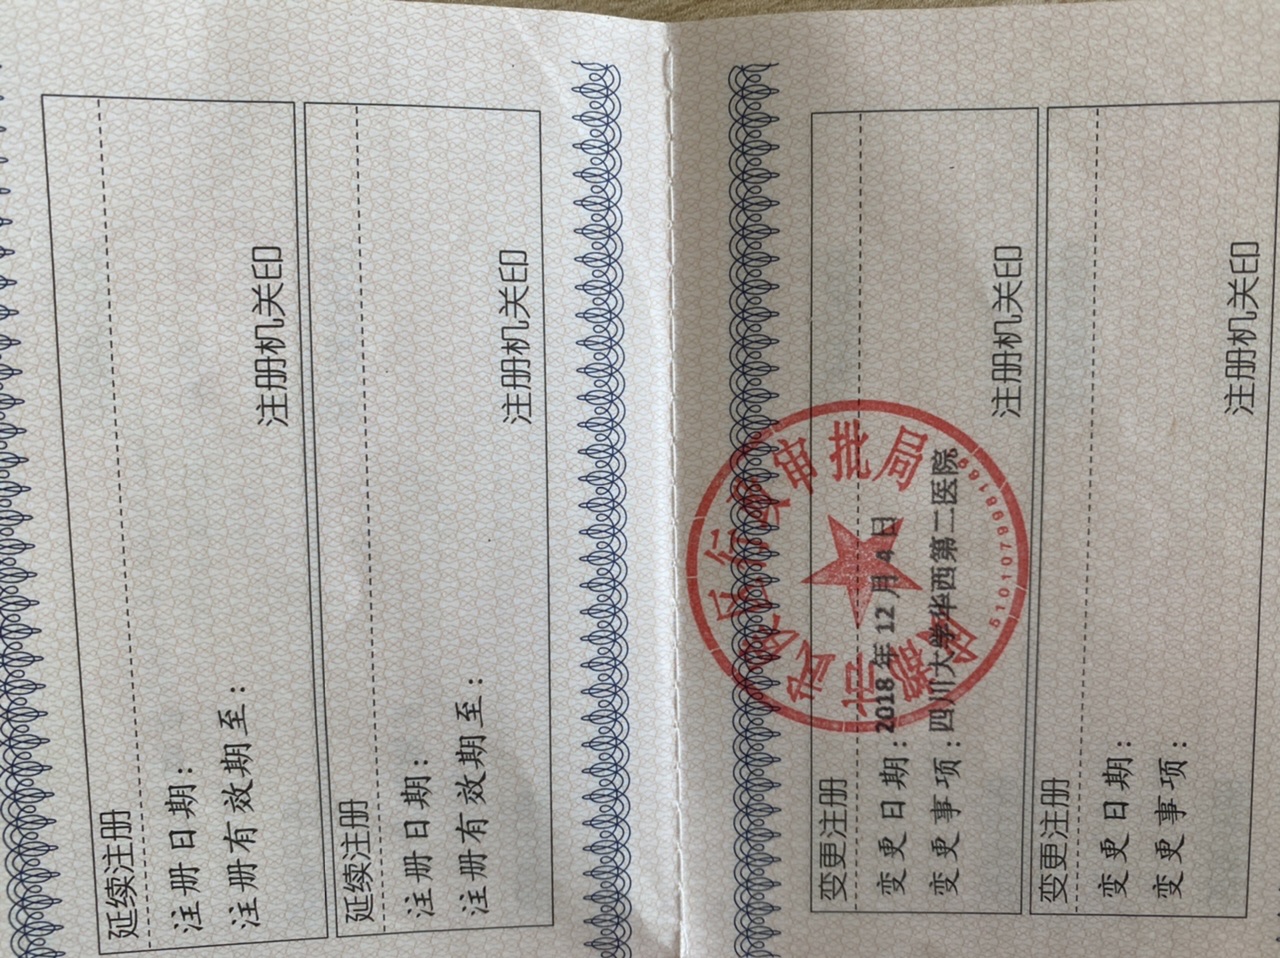 延续注册
注册日期：
注册有效期至：
注册机关印
延续注册
注册日期：
注册有效期至：
注册机关印
变更注册
变更日期：2018年12月4日
变更事项：四川大学华西第二医院
注册机关印
行政审批局
变更注册
变更日期：
变更事项：
注册机关印